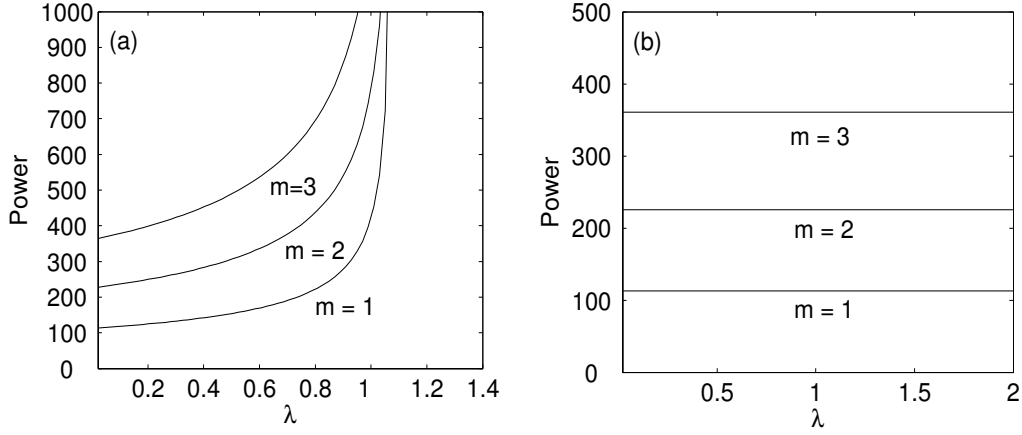 (a)
1000
900
800
700
600
500
400
300
200
100
0
Power
m=3
m = 2
m = 1
0.2 0.4 0.6 0.8 1 1.2 1.4
λ
(b)
500
400
300
200
100
0
Power
m = 3
m = 2
m = 1
0.5 1 1.5 2
λ